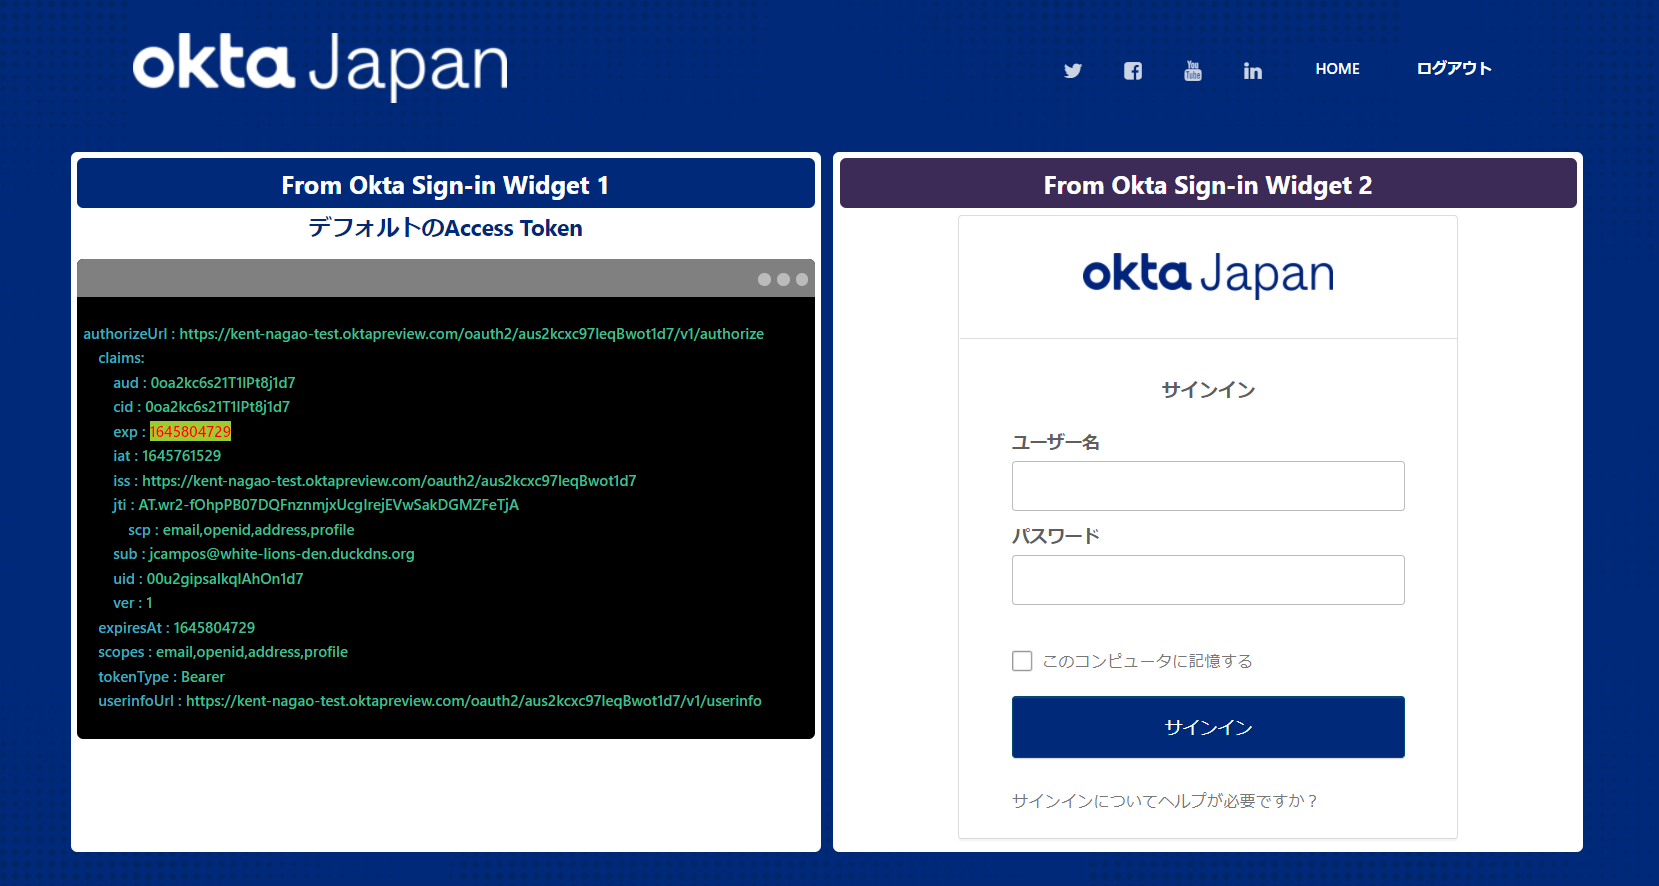 okta Japan
You Tube
HOME
ログアウト
From Okta Sign-in Widget 1
デフォルトのAccess Token
authorizeUrl : https://kent-nagao-test.oktapreview.com/oauth2/aus2kcxc97leqBwot1d7/v1/authorize
claims:
aud : 0oa2kc6s21T1lPt8j1d7
cid : 0oa2kc6s21T1lPt8j1d7
exp : 1645804729
iat : 1645761529
iss : https://kent-nagao-test.oktapreview.com/oauth2/aus2kcxc97leqBwot1d7
jti : AT.wr2-fOhpPB07DQFnznmjxUcgIrejEVwSakDGMZFeTjA
scp : email,openid,address,profile
sub : jcampos@white-lions-den.duckdns.org
uid : 00u2gipsalkqlAhOn1d7
ver : 1
expiresAt : 1645804729
scopes : email,openid,address,profile
tokenType : Bearer
userinfoUrl : https://kent-nagao-test.oktapreview.com/oauth2/aus2kcxc97leqBwot1d7/v1/userinfo
From Okta Sign-in Widget 2
okta Japan
サインイン
ユーザー名
パスワード
このコンピュータに記憶する
サインイン
サインインについてヘルプが必要ですか？